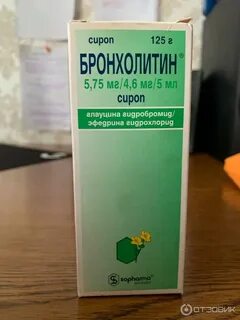 сироп 125 г
БРОНХОЛИТИН®
5,75 мг/4,6 мг/5 мл
сироп
глауцина гидробромид/
эфедрина гидрохлорид
sopharma
ОТЗОВИК